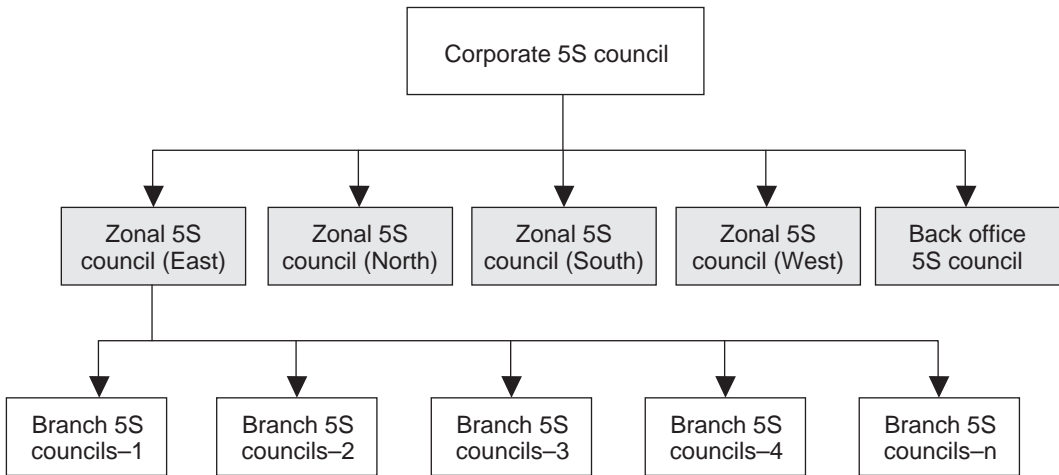 Corporate 5S council
Zonal 5S
council (East)
Zonal 5S
council (North)
Zonal 5S
council (South)
Zonal 5S
council (West)
Back office
5S council
Branch 5S
councils–1
Branch 5S
councils–2
Branch 5S
councils–3
Branch 5S
councils–4
Branch 5S
councils–n